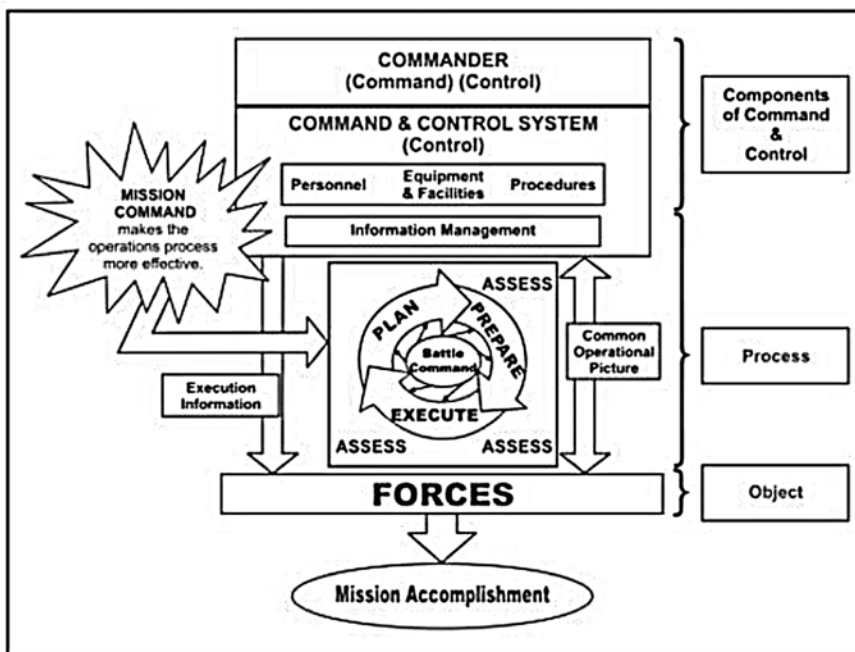 COMMANDER
(Command) (Control)
COMMAND & CONTROL SYSTEM
(Control)
Personnel
Equipment
& Facilities
Procedures
Information Management
Components
of Command
&
Control
MISSION
COMMAND
makes the
operations process
more effective.
ASSESS
PLAN
PREPARE
Battle
Command
EXECUTE
ASSESS
ASSESS
Common
Operational
Picture
Process
Execution
Information
FORCES
Object
Mission Accomplishment